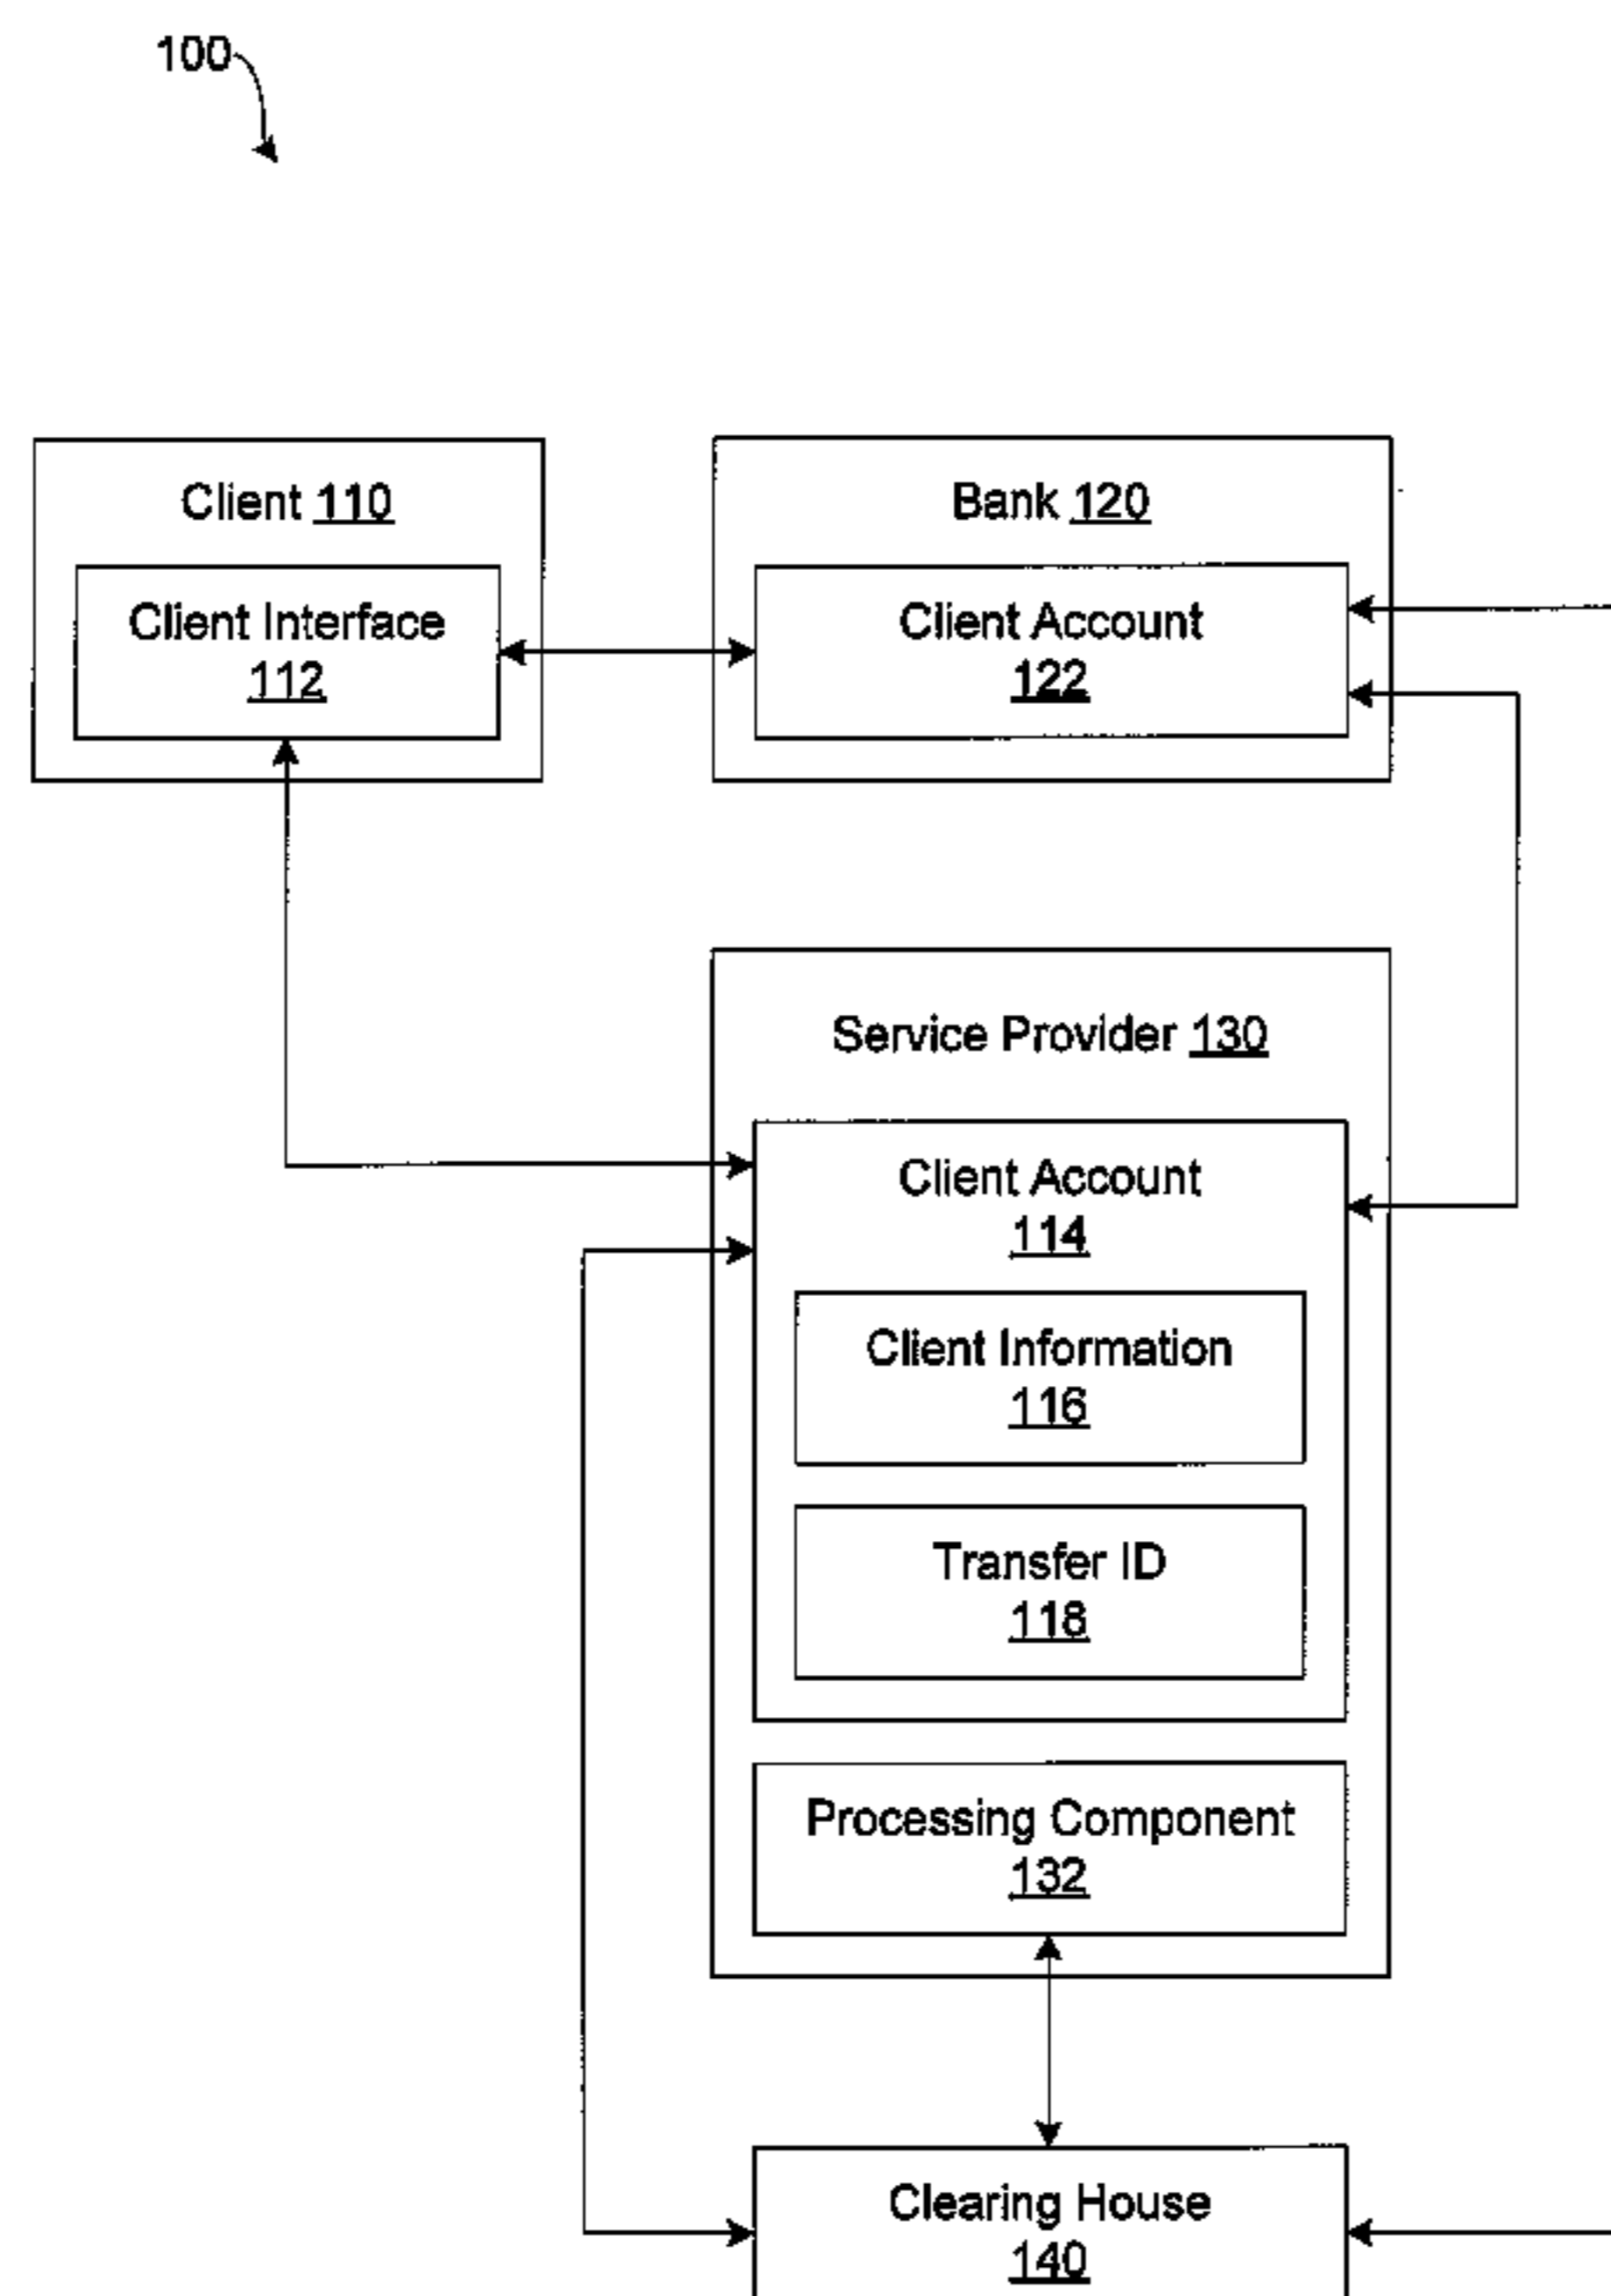 100
Client 110
Client Interface
112
Bank 120
Client Account
122
Service Provider 130
Client Account
114
Client Information
116
Transfer ID
118
Processing Component
132
Clearing House
140